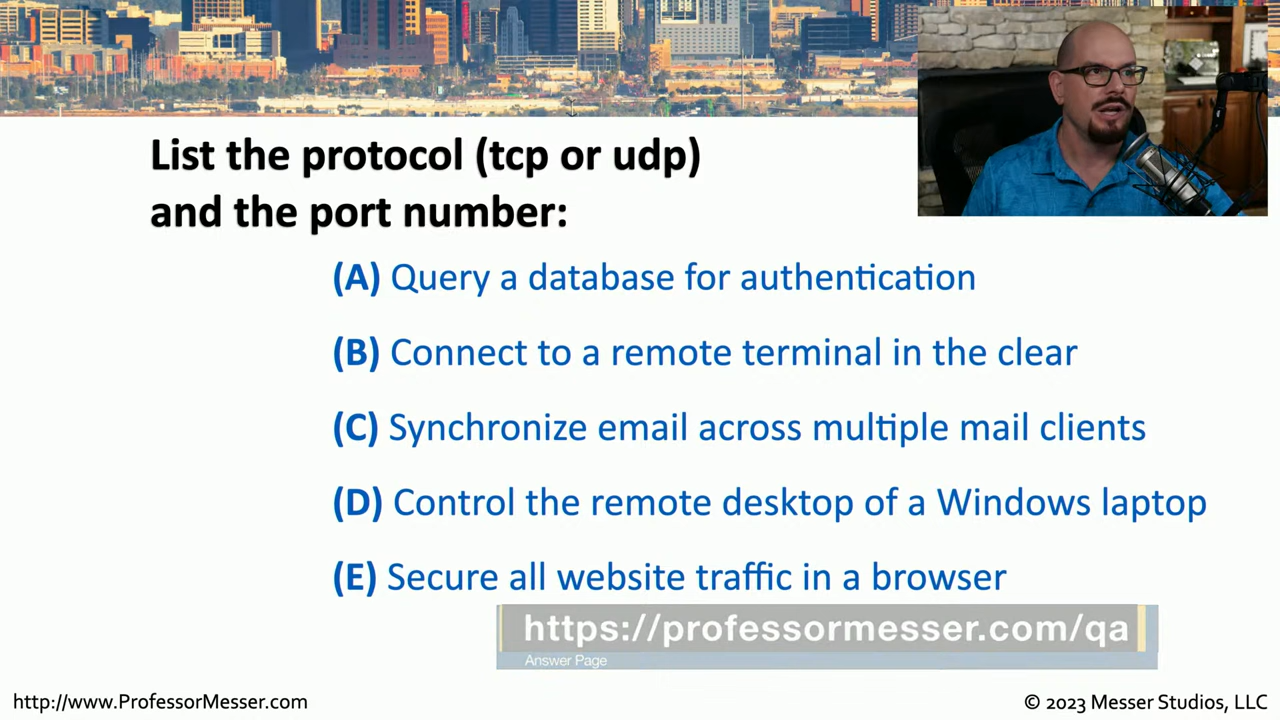 List the protocol (tcp or udp)
and the port number:
(A) Query a database for authentication
(B) Connect to a remote terminal in the clear
(C) Synchronize email across multiple mail clients
(D) Control the remote desktop of a Windows laptop
(E) Secure all website traffic in a browser
https://professormesser.com/qa
Answer Page
http://www.ProfessorMesser.com
© 2023 Messer Studios, LLC